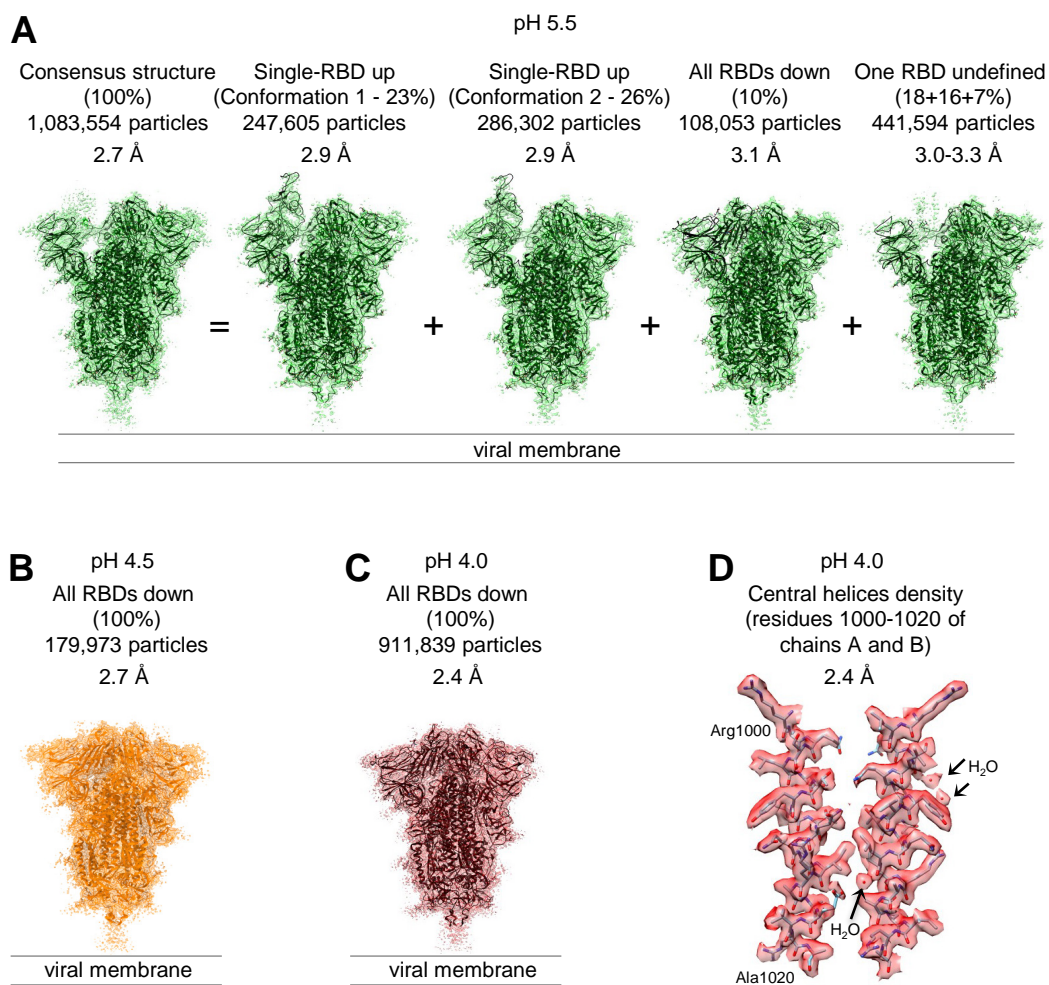 A
pH 5.5
Consensus structure
(100%)
1,083,554 particles
2.7 Å
Single-RBD up
(Conformation 1 - 23%)
247,605 particles
2.9 Å
Single-RBD up
(Conformation 2 - 26%)
286,302 particles
2.9 Å
All RBDs down
(10%)
108,053 particles
3.1 Å
One RBD undefined
(18+16+7%)
441,594 particles
3.0-3.3 Å
= + + +
viral membrane
B
pH 4.5
All RBDs down
(100%)
179,973 particles
2.7 Å
viral membrane
C
pH 4.0
All RBDs down
(100%)
911,839 particles
2.4 Å
viral membrane
D
pH 4.0
Central helices density
(residues 1000-1020 of
chains A and B)
2.4 Å
Arg1000
H₂O
H₂O
Ala1020